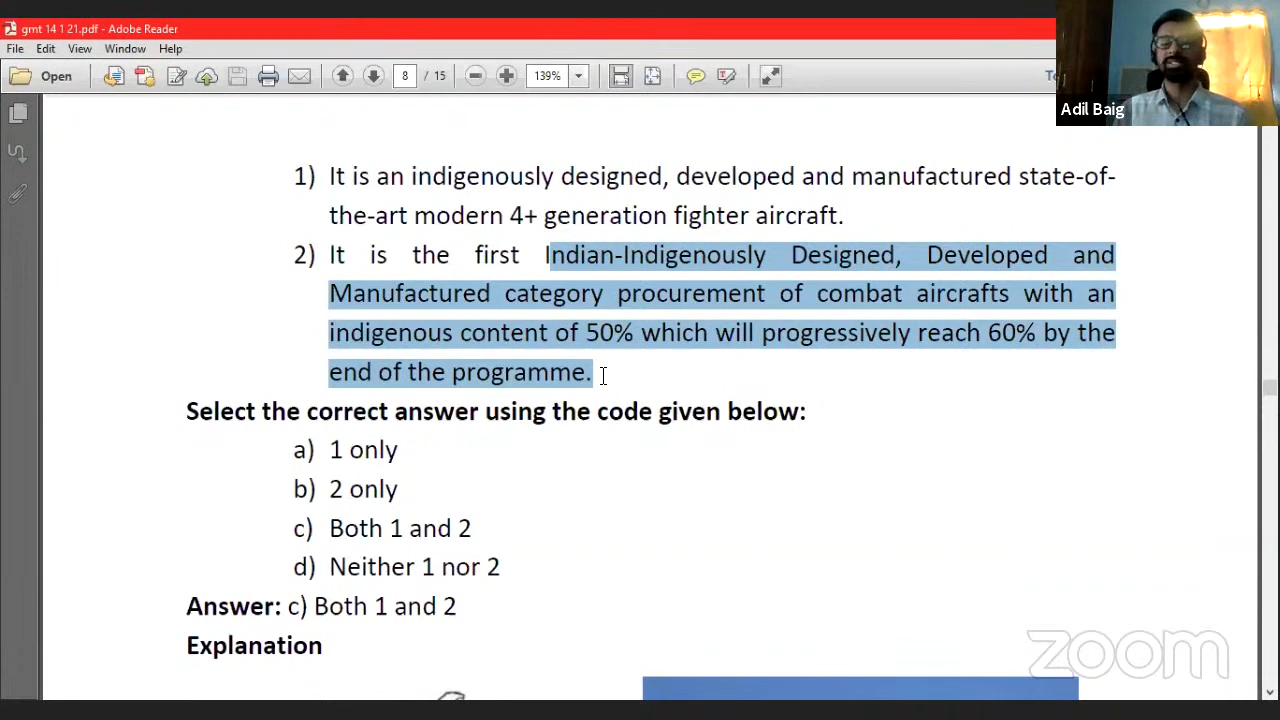 gmt 14 1 21.pdf - Adobe Reader
File Edit View Window Help
Open 8 / 15 139%
Adil Baig
1) It is an indigenously designed, developed and manufactured state-of-
the-art modern 4+ generation fighter aircraft.
2) It is the first Indian-Indigenously Designed, Developed and
Manufactured category procurement of combat aircrafts with an
indigenous content of 50% which will progressively reach 60% by the
end of the programme.
Select the correct answer using the code given below:
a) 1 only
b) 2 only
c) Both 1 and 2
d) Neither 1 nor 2
Answer: c) Both 1 and 2
Explanation
zoom